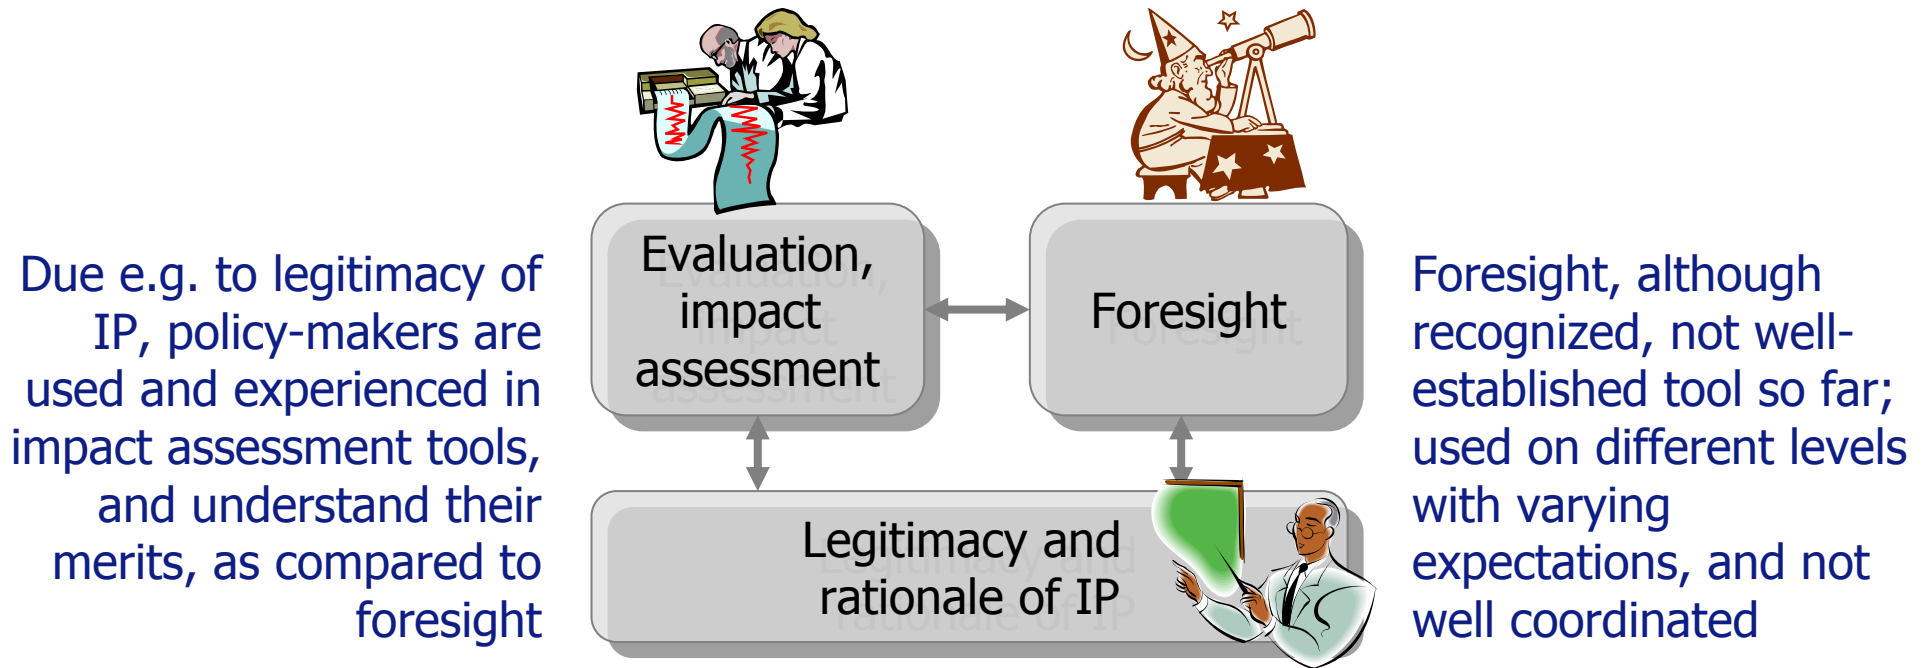 Due e.g. to legitimacy of
IP, policy-makers are
used and experienced in
impact assessment tools,
and understand their
merits, as compared to
foresight
Evaluation,
impact
assessment
Foresight
Legitimacy and
rationale of IP
Foresight, although
recognized, not well-
established tool so far;
used on different levels
with varying
expectations, and not
well coordinated